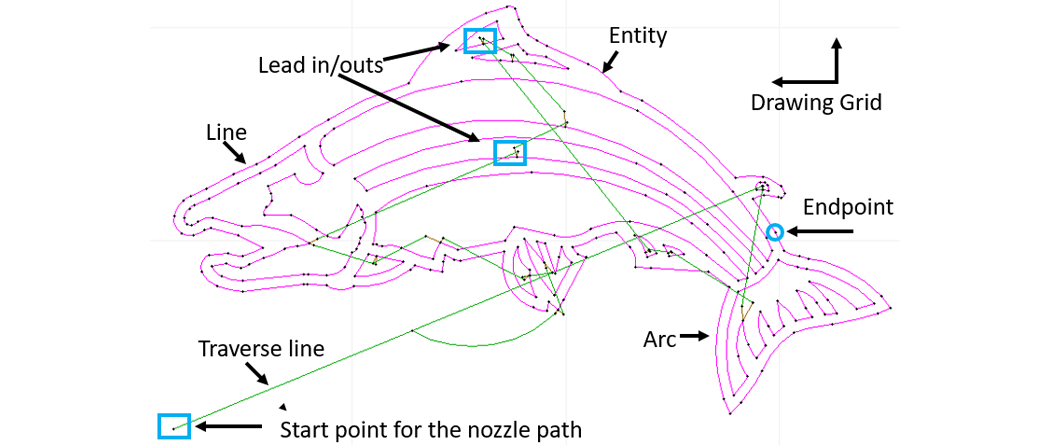 Entity
Lead in/outs
Drawing Grid
Line
Endpoint
Arc
Traverse line
Start point for the nozzle path